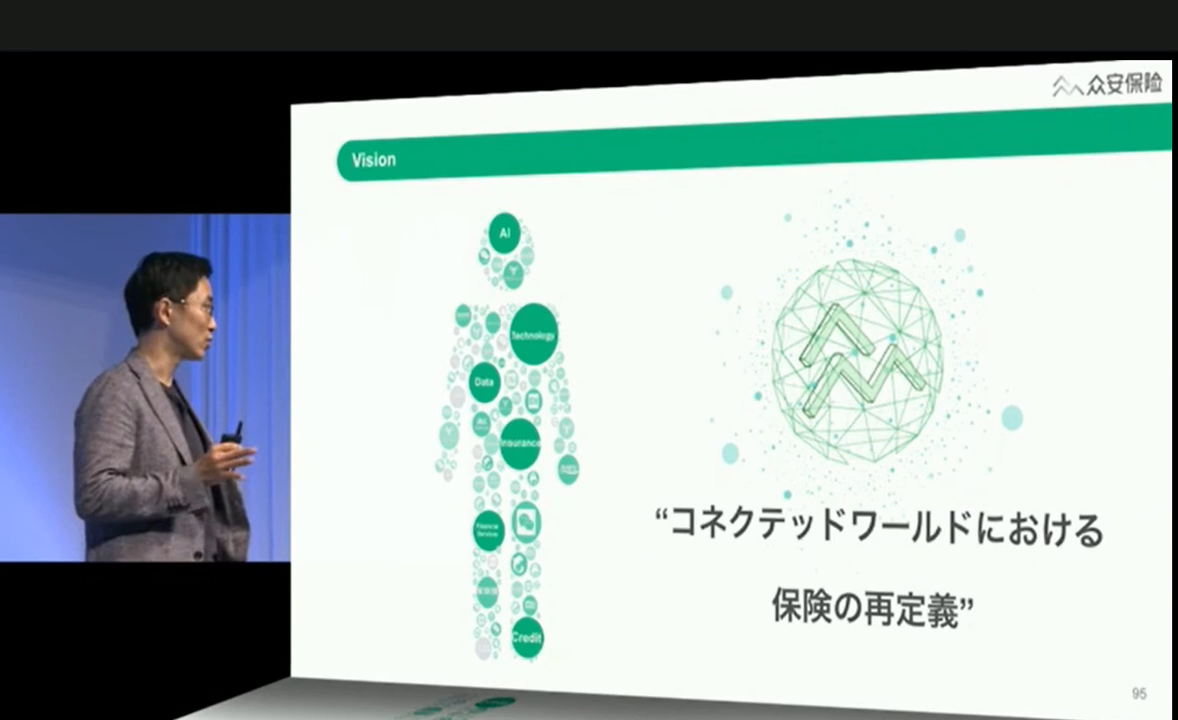 众安保险
Vision
AI
Technology
Data
Insurance
Financial
Services
Credit
“コネクテッドワールドにおける
保険の再定義”
95